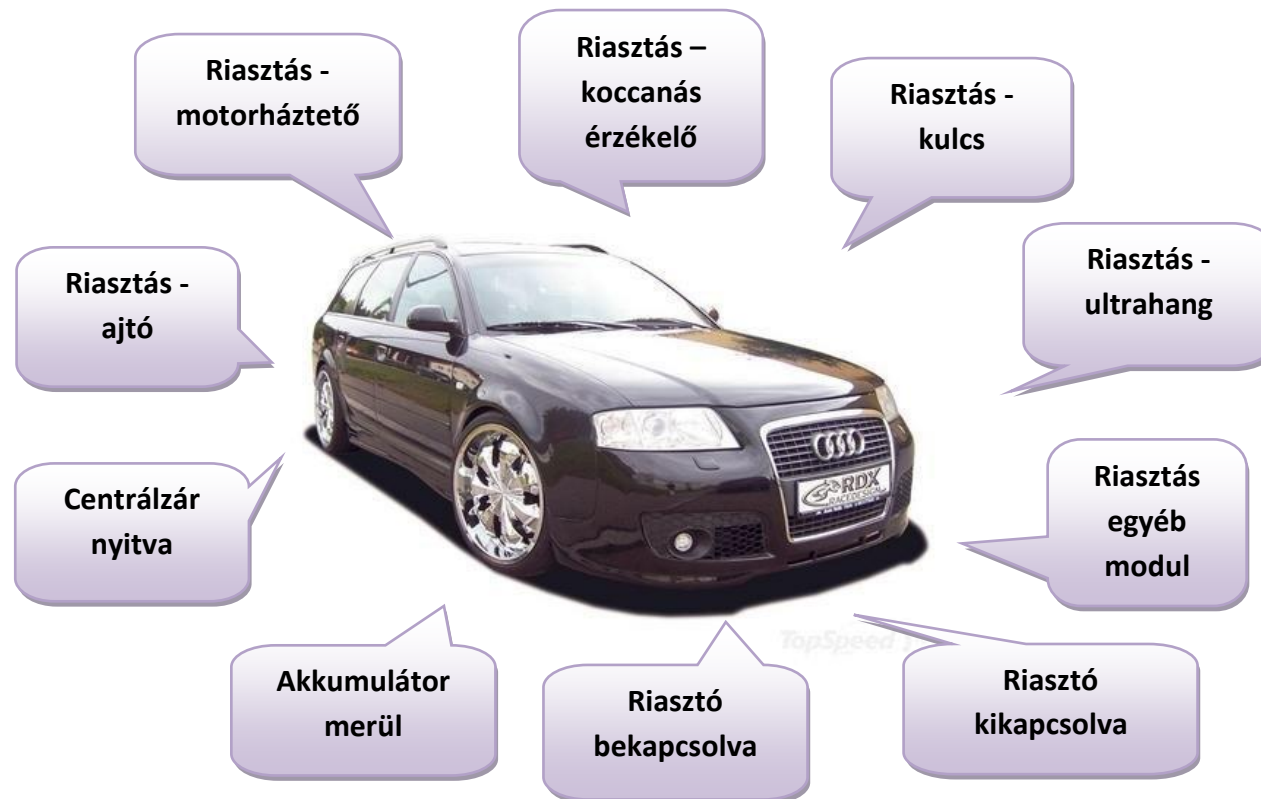 Riasztás -
motorháztető
Riasztás –
koccanás
érzékelő
Riasztás -
kulcs
Riasztás -
ajtó
Riasztás -
ultrahang
Centrálzár
nyitva
Riasztás
egyéb
modul
Akkumulátor
merül
Riasztó
bekapcsolva
Riasztó
kikapcsolva
RDX
RACEDESIGN
TopSpeed